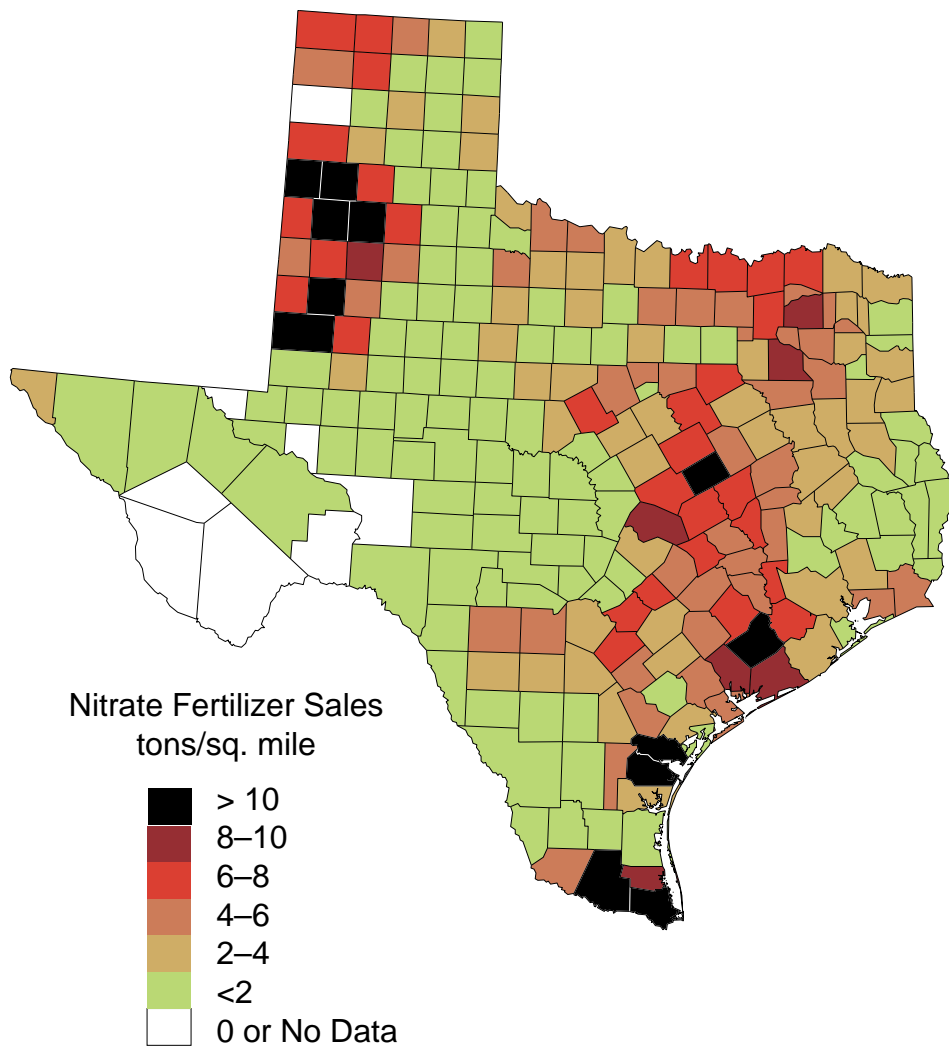 Nitrate Fertilizer Sales
tons/sq. mile
> 10
8–10
6–8
4–6
2–4
<2
0 or No Data